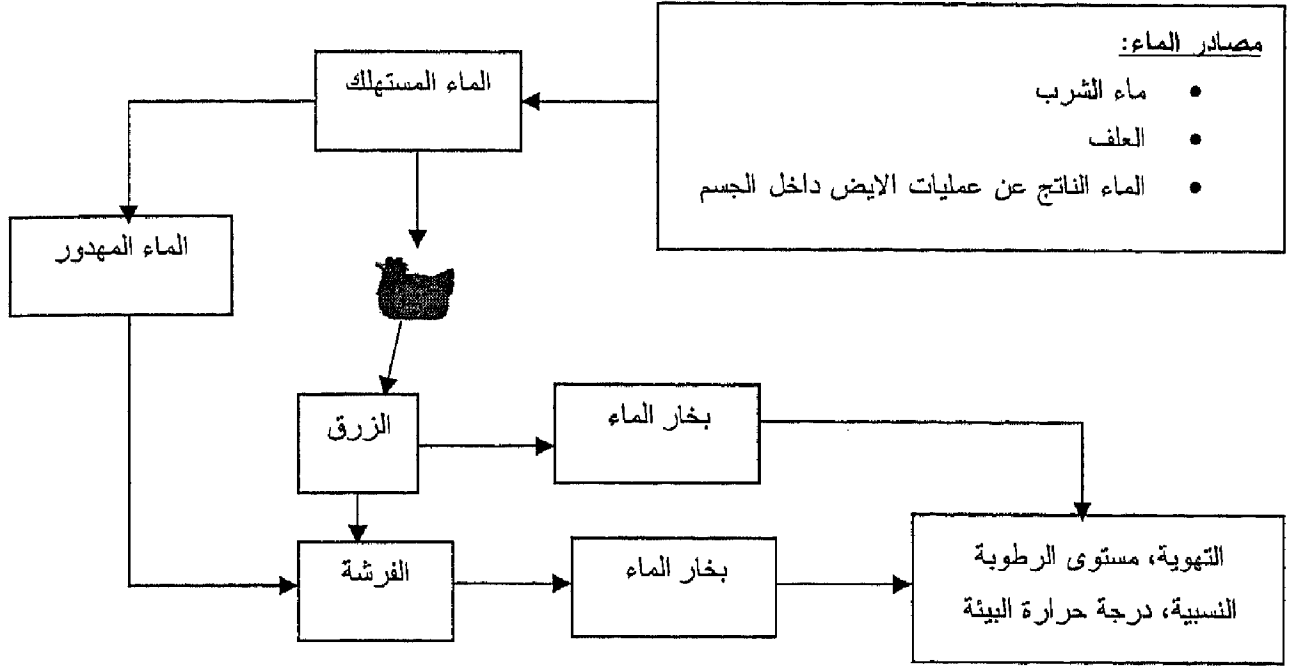 مصادر الماء:
• ماء الشرب
• العلف
• الماء الناتج عن عمليات الايض داخل الجسم
الماء المستهلك
الماء المهدور
الزرق
بخار الماء
الفرشة
بخار الماء
التهوية، مستوى الرطوبة
النسبية، درجة حرارة البيئة